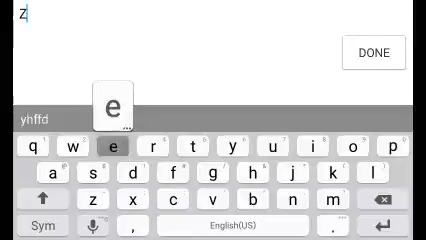 Z
DONE
e
yhffd
q w e r t y u i o p
a s d f g h j k l
z x c v b n m
Sym , English(US) .